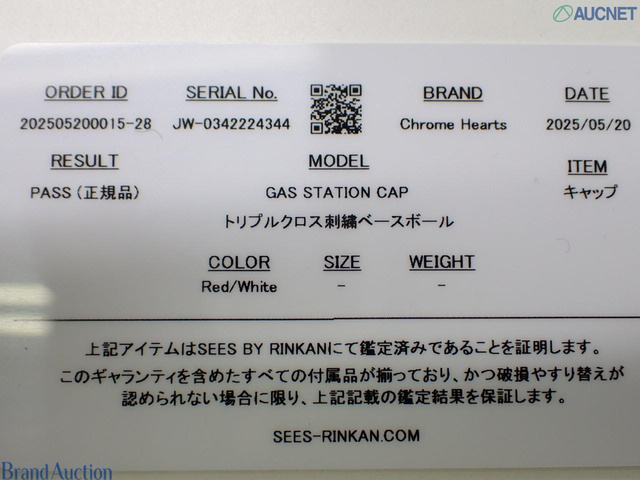 AUCNET
ORDER ID SERIAL No. BRAND DATE
202505200015-28 JW-0342224344 Chrome Hearts 2025/05/20
RESULT MODEL ITEM
PASS（正規品） GAS STATION CAP キャップ
トリプルクロス刺繍ベースボール
COLOR SIZE WEIGHT
Red/White - -
上記アイテムはSEES BY RINKANにて鑑定済みであることを証明します。
このギャランティを含めたすべての付属品が揃っており、かつ破損やすり替えが
認められない場合に限り、上記記載の鑑定結果を保証します。
SEES-RINKAN.COM
BrandAuction